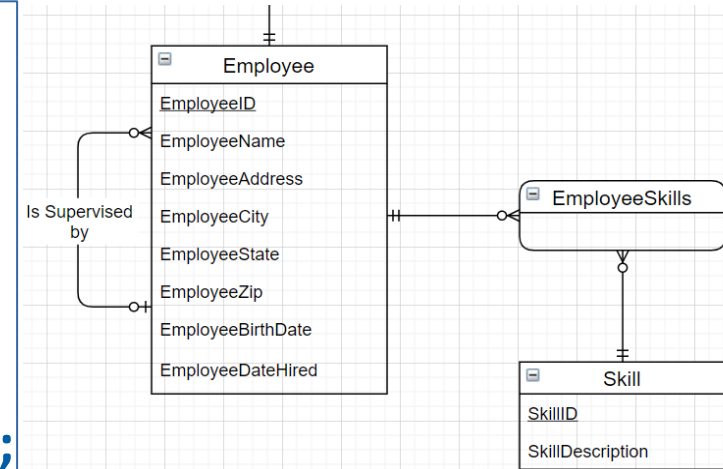 Employee
EmployeeID
EmployeeName
EmployeeAddress
EmployeeCity
EmployeeState
EmployeeZip
EmployeeBirthDate
EmployeeDateHired
Is Supervised
by
EmployeeSkills
Skill
SkillID
SkillDescription
;